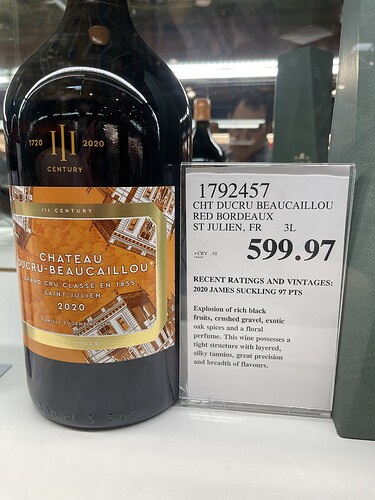 1720 III 2020
CENTURY
III CENTURY
CHATEAU
DUCRU-BEAUCAILLOU
GRAND CRU CLASSÉ EN 1855
SAINT-JULIEN
2020
1792457
CHT DUCRU BEAUCAILLOU
RED BORDEAUX
ST JULIEN, FR 3L
+CRV .10
599.97
RECENT RATINGS AND VINTAGES:
2020 JAMES SUCKLING 97 PTS
Explosion of rich black
fruits, crushed gravel, exotic
oak spices and a floral
perfume. This wine possesses a
tight structure with layered,
silky tannins, great precision
and breadth of flavours.